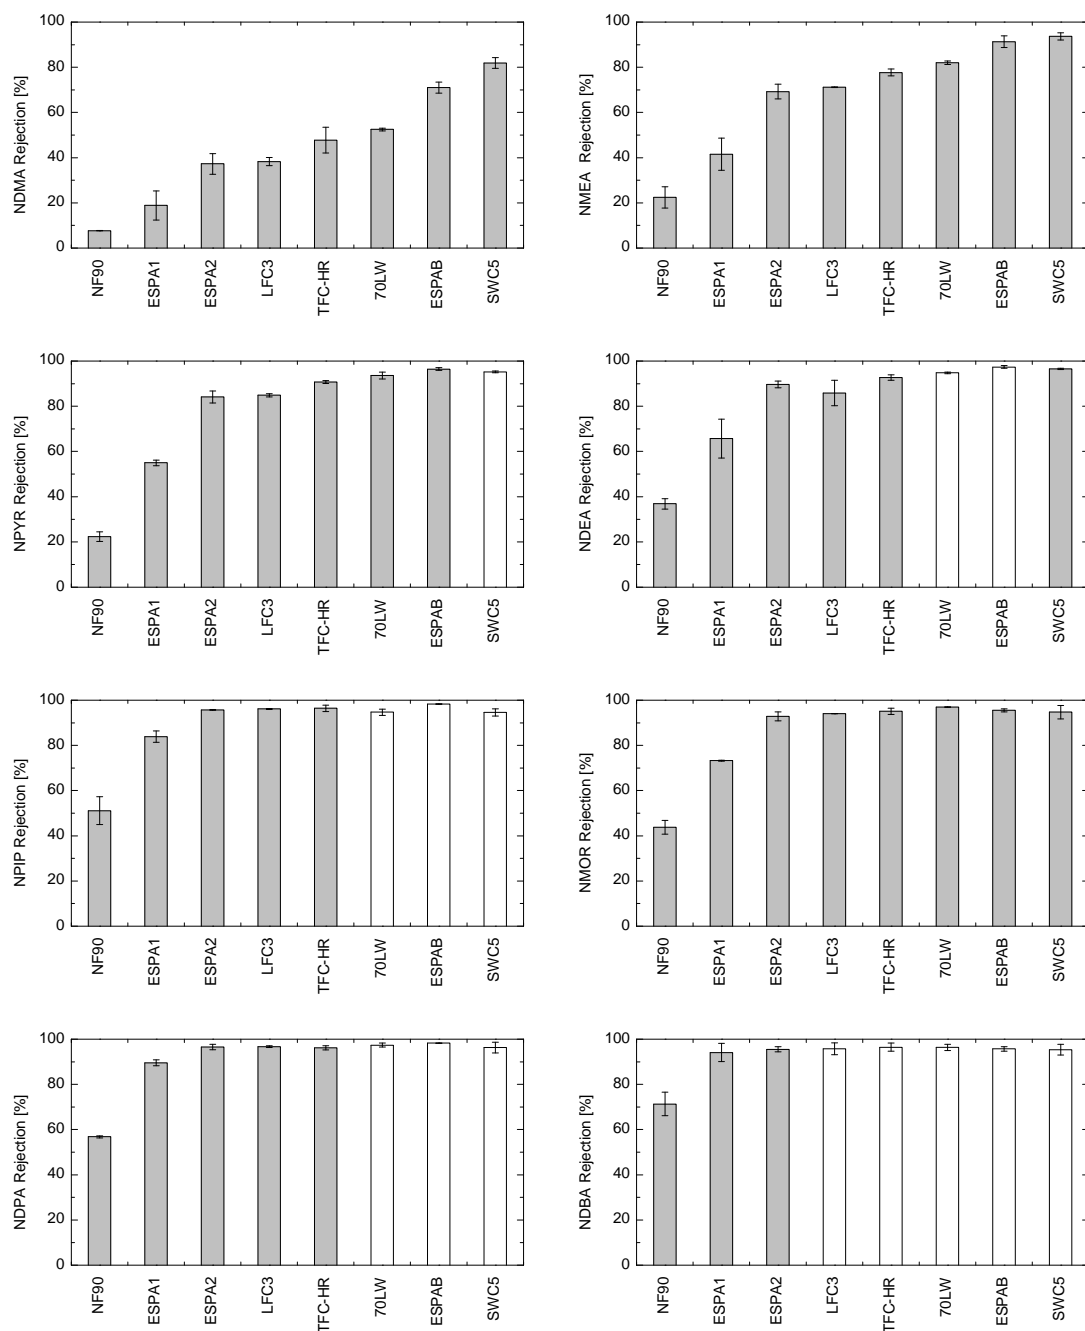 NDMA Rejection [%]
100
80
60
40
20
0
NF90
ESPA1
ESPA2
LFC3
TFC-HR
70LW
ESPAB
SWC5
NMEA Rejection [%]
100
80
60
40
20
0
NF90
ESPA1
ESPA2
LFC3
TFC-HR
70LW
ESPAB
SWC5
NPYR Rejection [%]
100
80
60
40
20
0
NF90
ESPA1
ESPA2
LFC3
TFC-HR
70LW
ESPAB
SWC5
NDEA Rejection [%]
100
80
60
40
20
0
NF90
ESPA1
ESPA2
LFC3
TFC-HR
70LW
ESPAB
SWC5
NPIP Rejection [%]
100
80
60
40
20
0
NF90
ESPA1
ESPA2
LFC3
TFC-HR
70LW
ESPAB
SWC5
NMOR Rejection [%]
100
80
60
40
20
0
NF90
ESPA1
ESPA2
LFC3
TFC-HR
70LW
ESPAB
SWC5
NDPA Rejection [%]
100
80
60
40
20
0
NF90
ESPA1
ESPA2
LFC3
TFC-HR
70LW
ESPAB
SWC5
NDBA Rejection [%]
100
80
60
40
20
0
NF90
ESPA1
ESPA2
LFC3
TFC-HR
70LW
ESPAB
SWC5